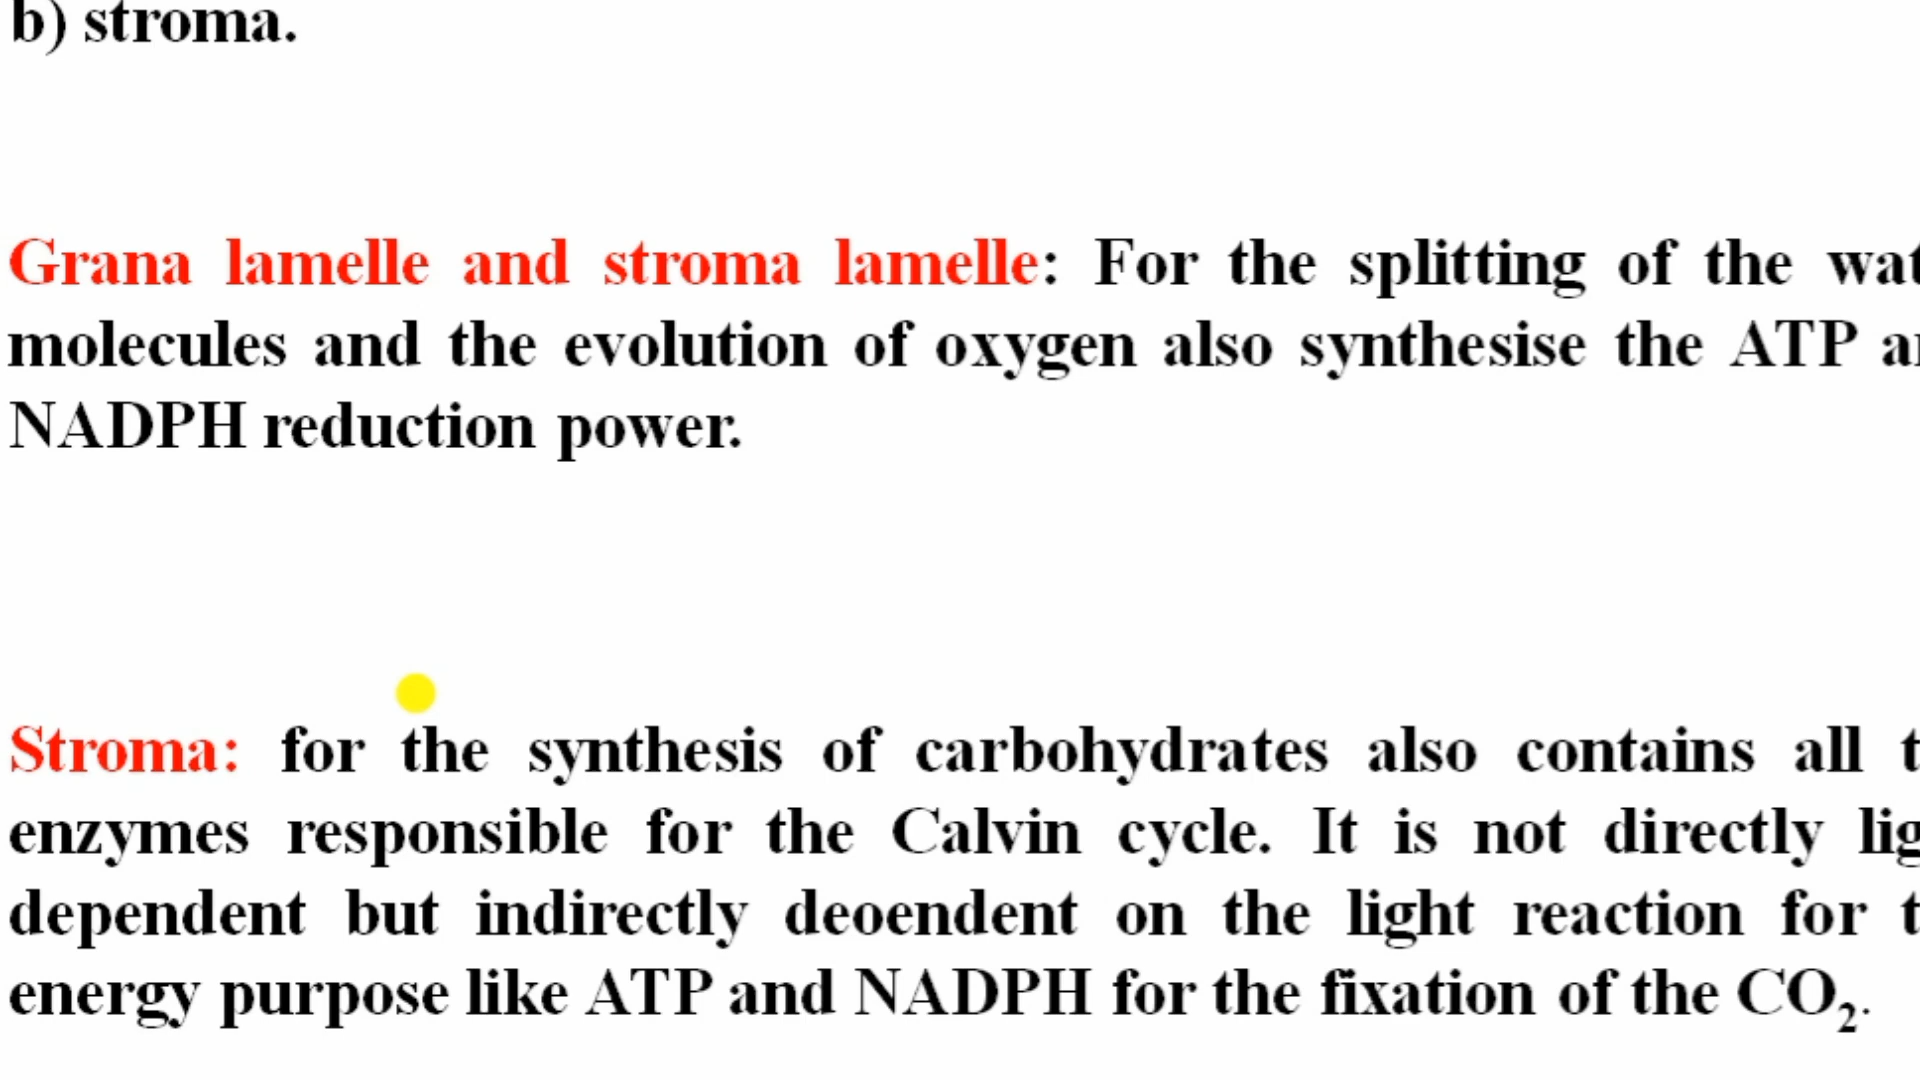 b) stroma.
Grana lamelle and stroma lamelle: For the splitting of the
molecules and the evolution of oxygen also synthesise the ATP
NADPH reduction power.
Stroma: for the synthesis of carbohydrates also contains all
enzymes responsible for the Calvin cycle. It is not directly
dependent but indirectly deoendent on the light reaction for
energy purpose like ATP and NADPH for the fixation of the CO₂.